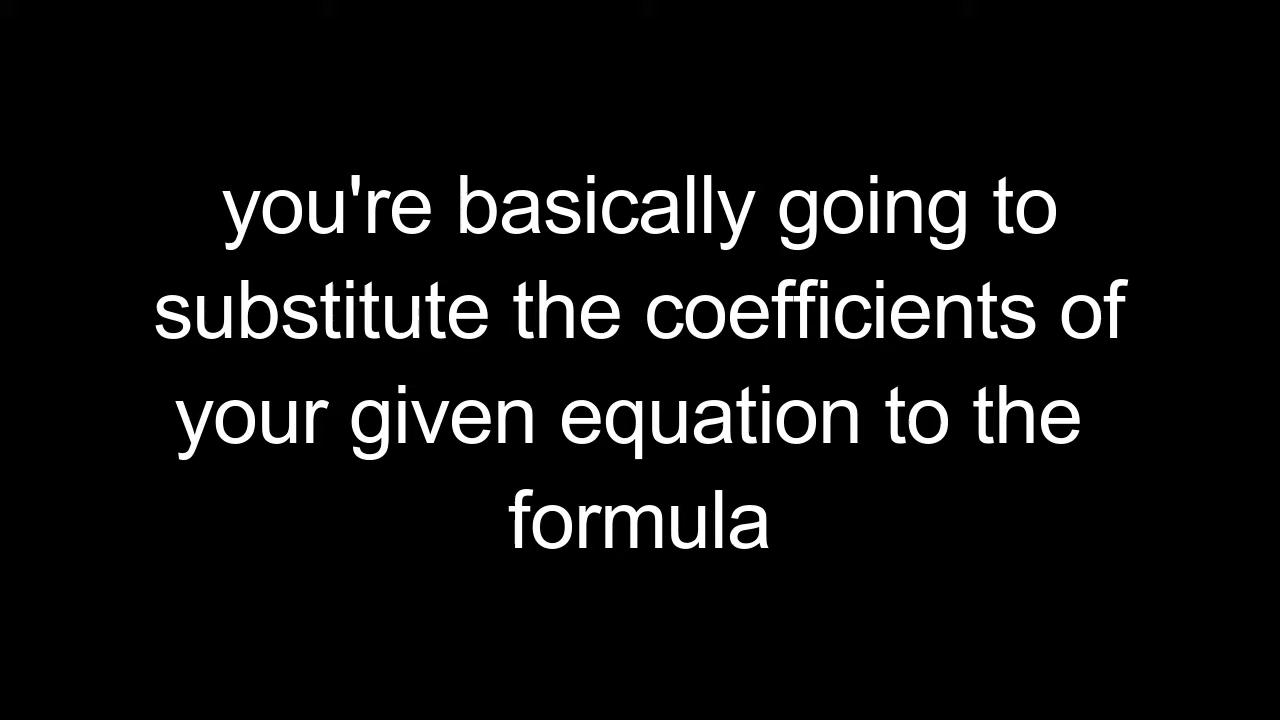 you're basically going to
substitute the coefficients of
your given equation to the
formula